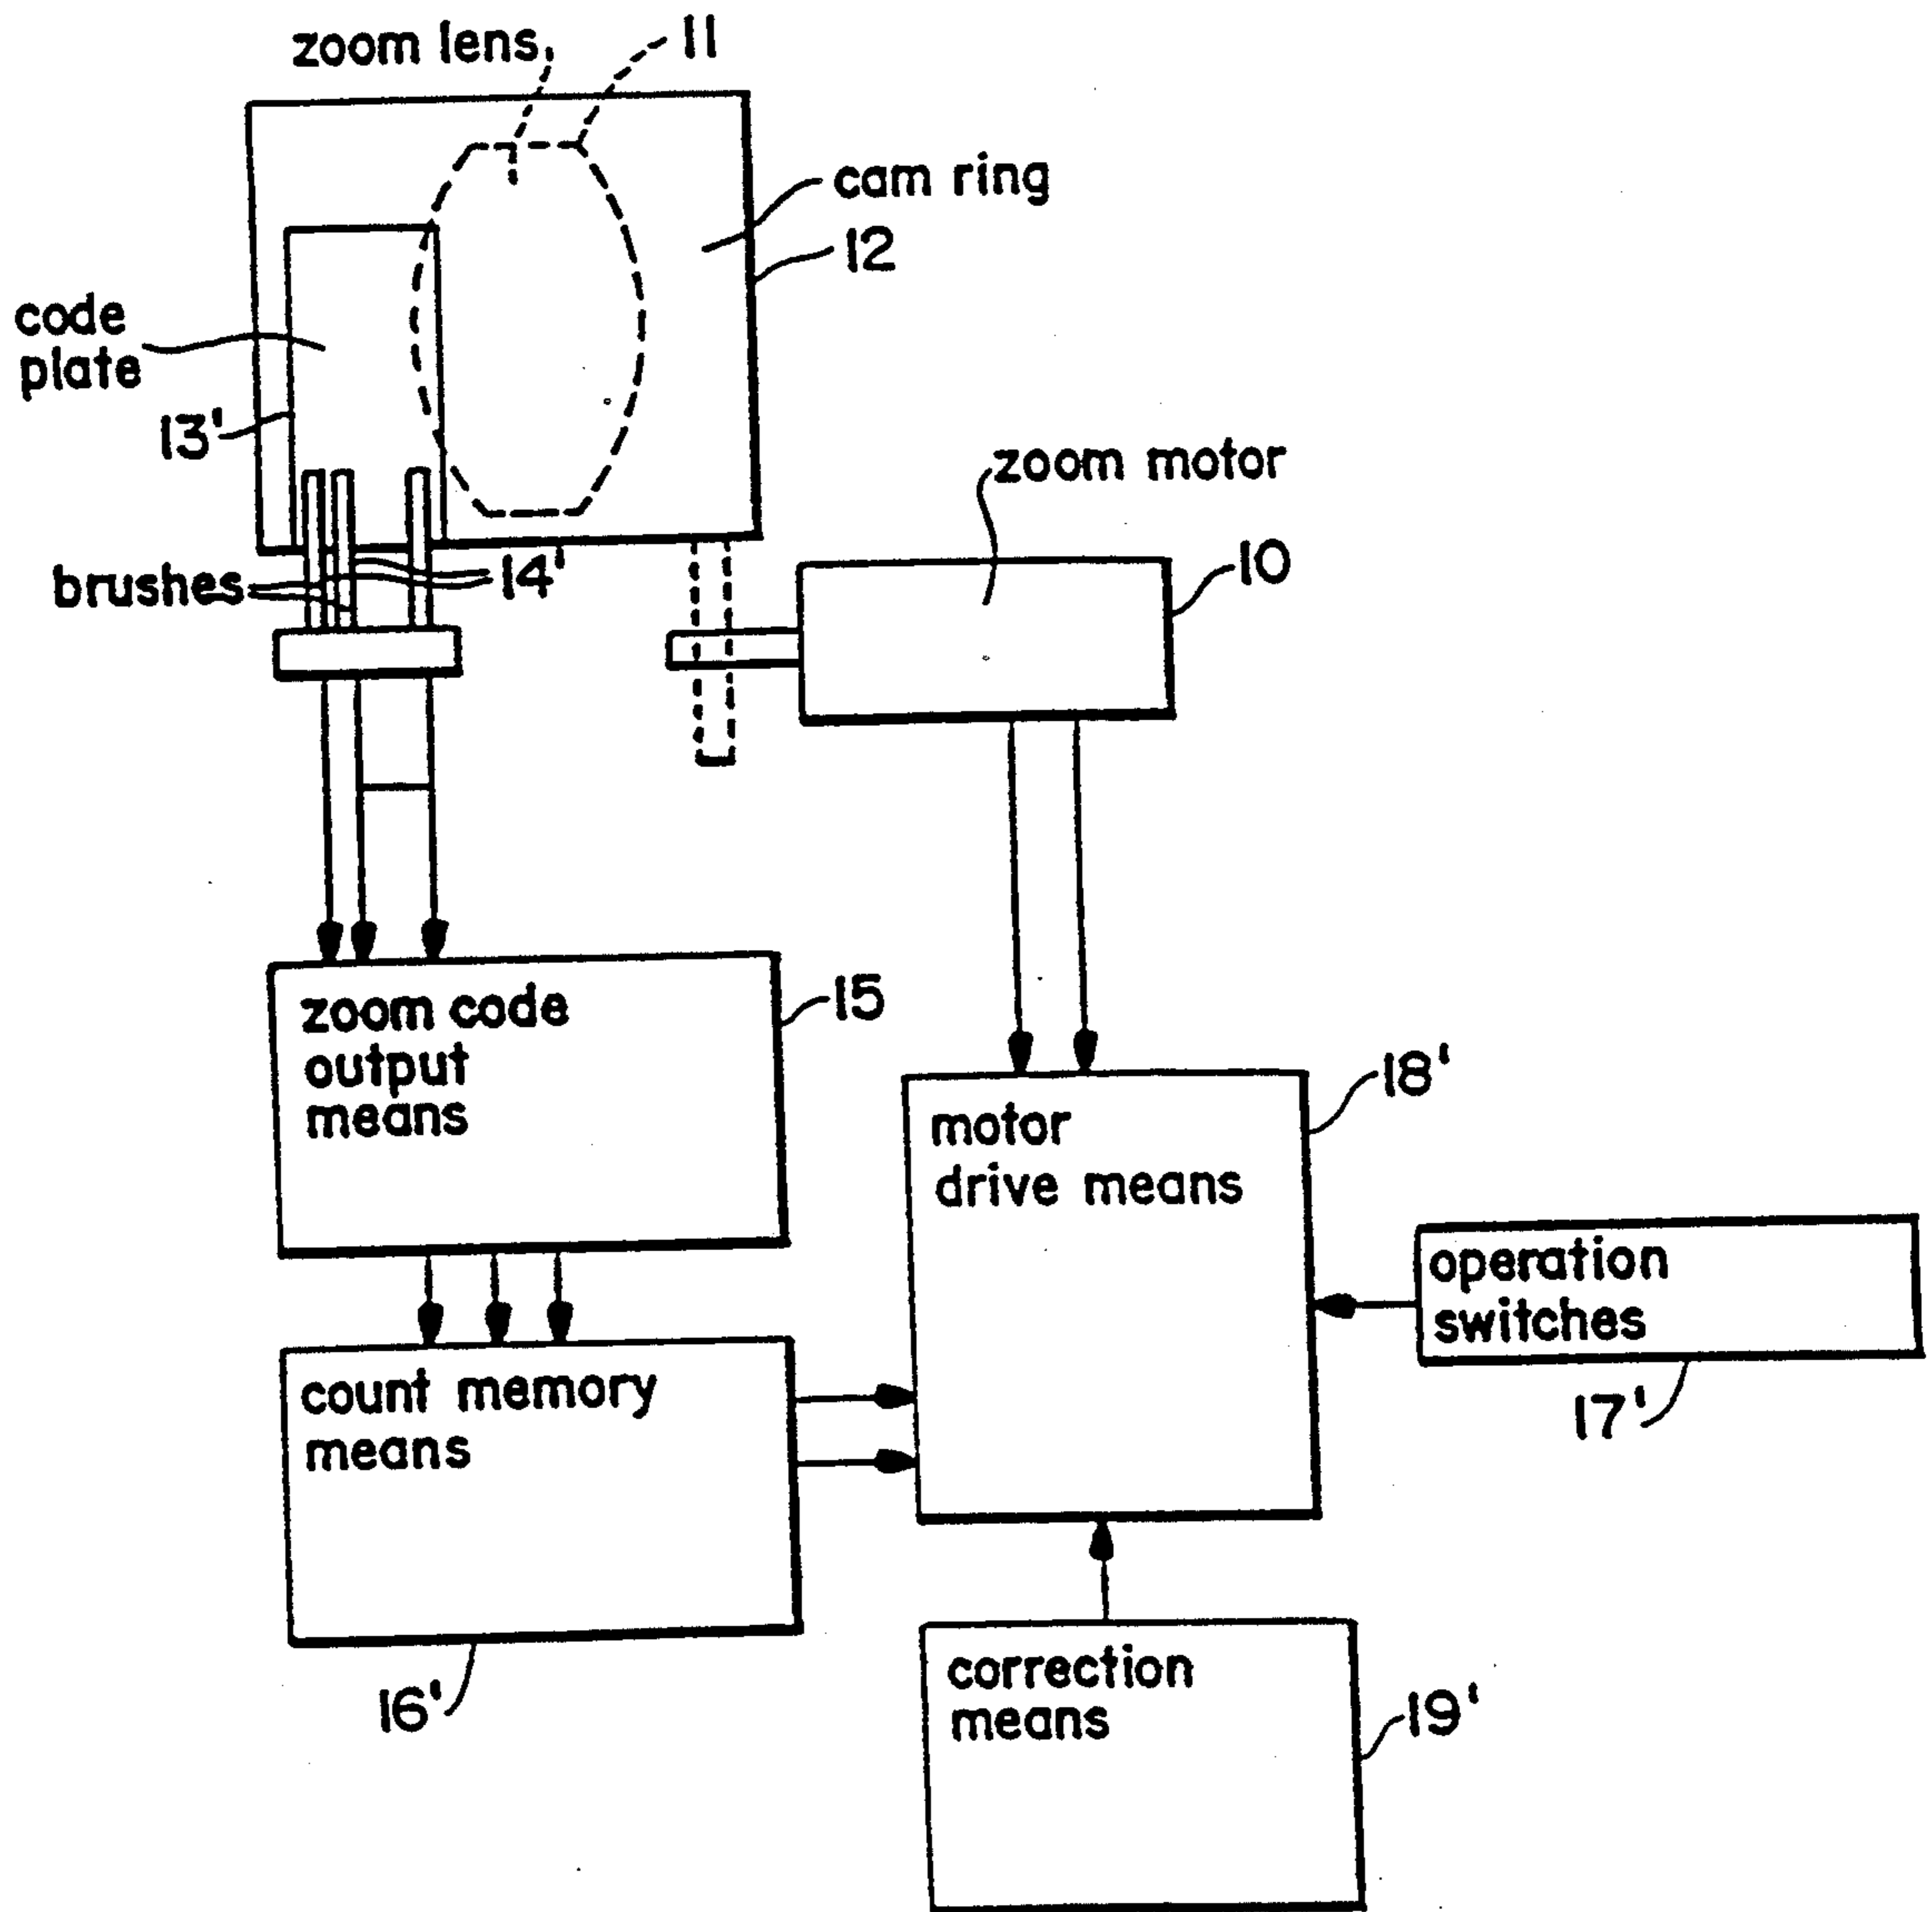 zoom lens
11
cam ring
12
code
plate
13'
zoom motor
10
brushes
14'
zoom code
output
means
15
motor
drive means
18'
operation
switches
17'
count memory
means
16'
correction
means
19'